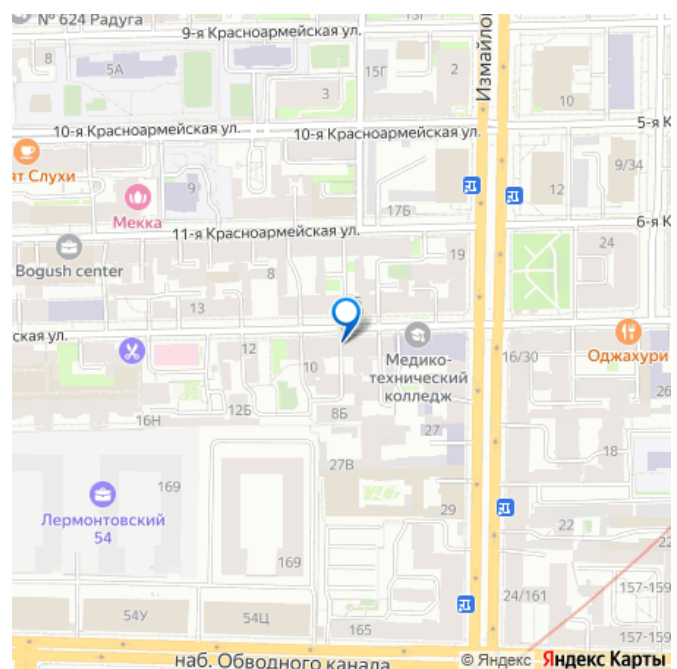 № 624 Радуга
9-я Красноармейская ул.
8
5А
15Г
2
3
Измайло
10
5-я К
10-я Красноармейская ул.
10-я Красноармейская ул.
ят Слухи
9
9/34
12
Мекка
17Б
6-я К
11-я Красноармейская ул.
24
19
Bogush center
8
13
ская ул.
12
10
Медико-
технический
колледж
16/30
Оджахури
26
12Б
8Б
16Н
27
27В
18
169
Лермонтовский
54
29
22
22
169
157-159
24/161
54У
54Ц
165
157-159
наб. Обводного канала
© Яндекс Яндекс Карты